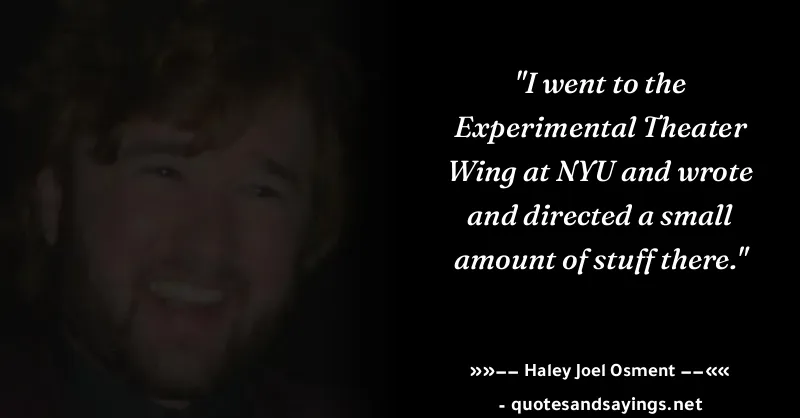 "I went to the
Experimental Theater
Wing at NYU and wrote
and directed a small
amount of stuff there."
»»−− Haley Joel Osment −−««
- quotesandsayings.net